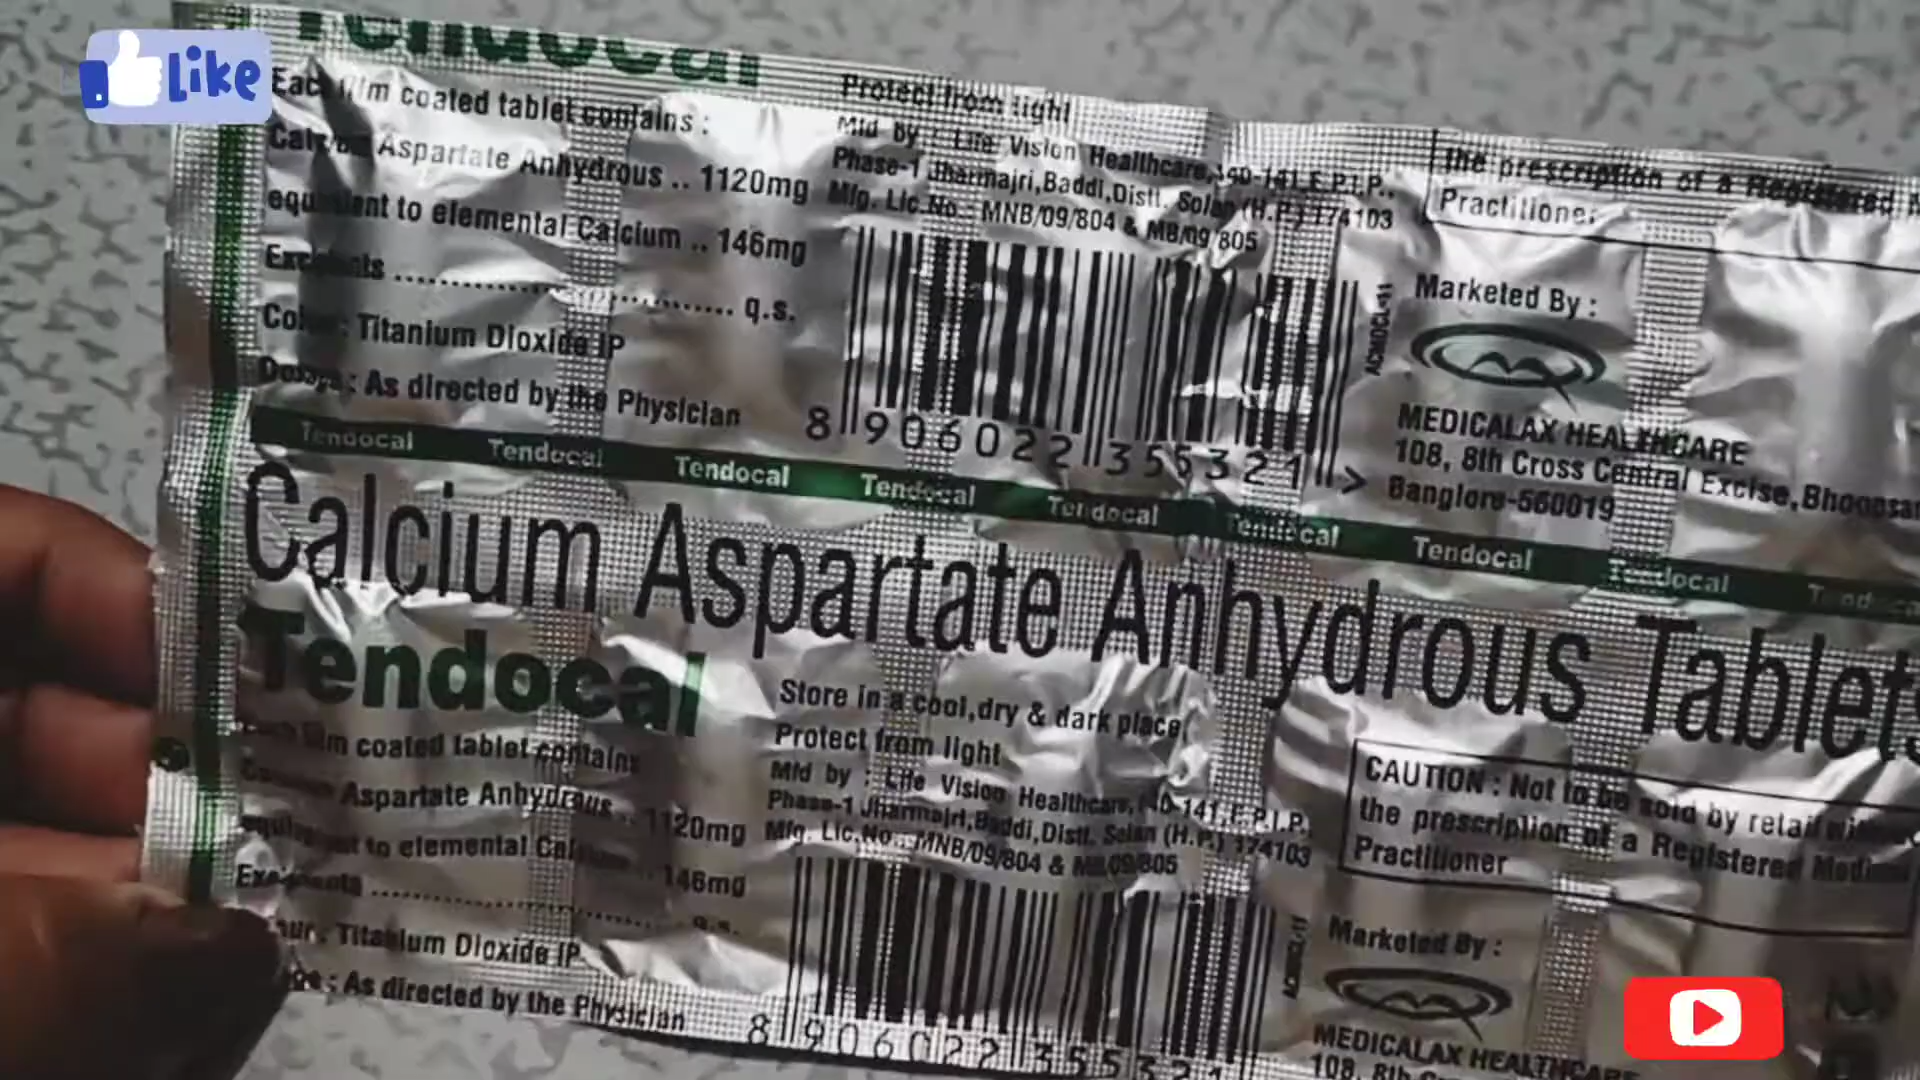 Like
Tendocal
Each film coated tablet contains :
Calcium Aspartate Anhydrous .. 1120mg
equivalent to elemental Calcium .. 146mg
Excipients ........................................ q.s.
Colour : Titanium Dioxide IP
Dosage : As directed by the Physician
Protect from light
Mfd by : Life Vision Healthcare, 140-141, E.P.I.P.,
Phase-1 Jharmajri, Baddi, Distt. Solan (H.P.) 174103
Mfg. Lic.No : MNB/09/804 & MB/09/805
8 906022 355321 >
the prescription of a Registered
Practitioner
Marketed By :
MEDICALAX HEALTHCARE
108, 8th Cross Central Excise, Bhoopsa
Banglore-560019
Tendocal Tendocal Tendocal Tendocal Tendocal Tendocal Tendocal Tendocal Tendoca
Calcium Aspartate Anhydrous Tablets
Tendocal
Each film coated tablet contains
Calcium Aspartate Anhydrous .. 1120mg
equivalent to elemental Calcium .. 146mg
Excipients ........................................ q.s.
Colour : Titanium Dioxide IP
Dosage : As directed by the Physician
Store in a cool,dry & dark place
Protect from light
Mfd by : Life Vision Healthcare, 140-141, E.P.I.P.
Phase-1 Jharmajri, Baddi, Distt. Solan (H.P.) 174103
Mfg. Lic.No : MNB/09/804 & MB/09/805
8 906022 355321
CAUTION : Not to be sold by retail
the prescription of a Registered Medical
Practitioner
Marketed By :
MEDICALAX HEALTHCARE
108, 8th